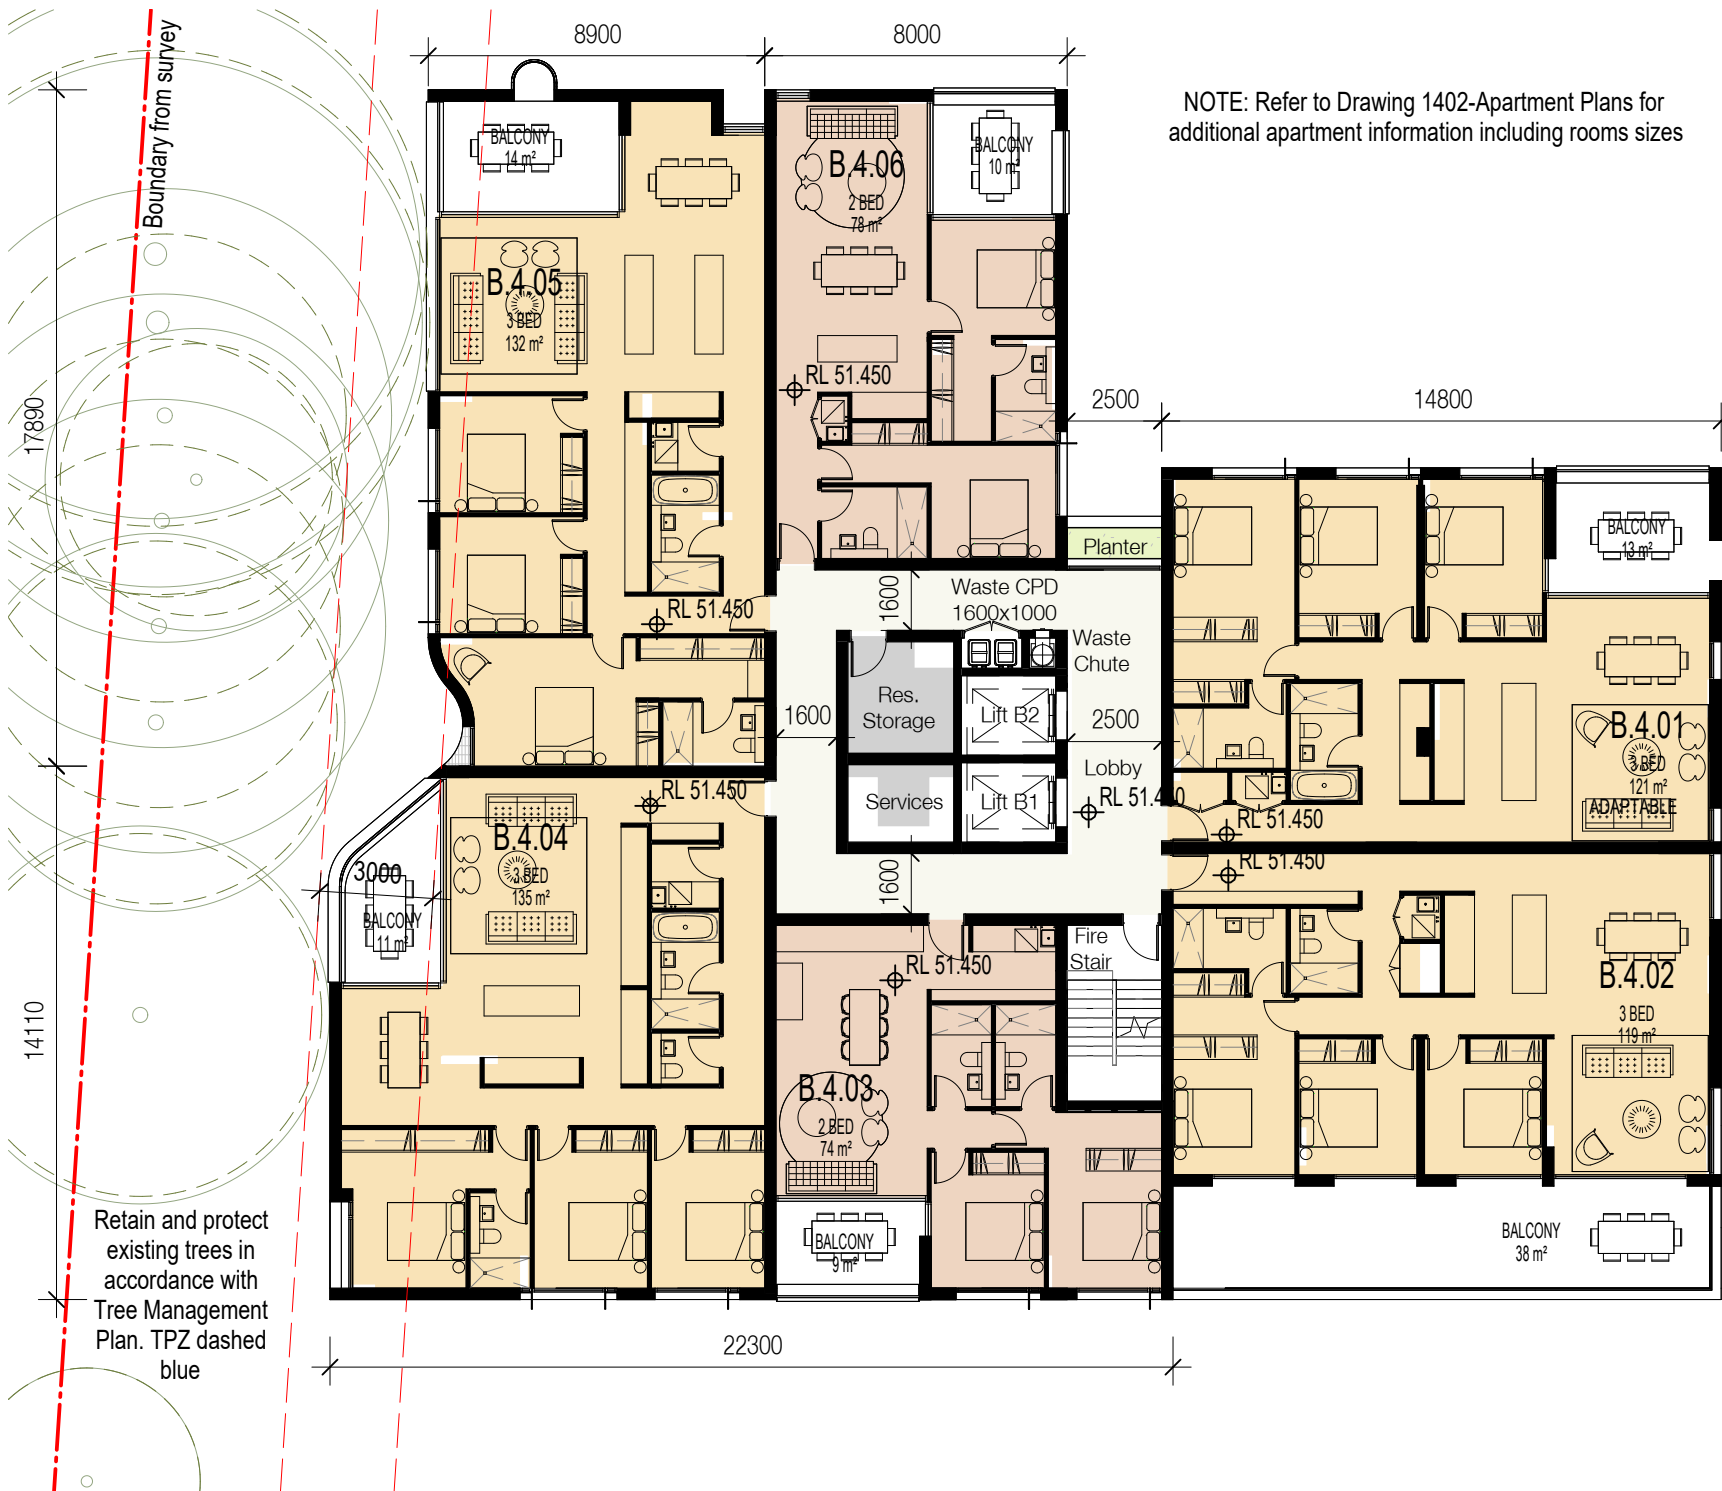 8900
8000
Boundary from survey
NOTE: Refer to Drawing 1402-Apartment Plans for
additional apartment information including rooms sizes
BALCONY
14 m²
BALCONY
10 m²
B.4.06
2 BED
78 m²
B.4.05
3 BED
132 m²
RL 51.450
17890
2500
14800
BALCONY
13 m²
Planter
Waste CPD
1600x1000
1600
RL 51.450
Waste
Chute
Res.
Storage
Lift B2
1600
2500
B.4.01
3 BED
121 m²
ADAPTABLE
Lobby
RL 51.450
RL 51.450
Services
Lift B1
RL 51.450
B.4.04
3 BED
135 m²
3000
BALCONY
11 m²
1600
RL 51.450
Fire
Stair
RL 51.450
B.4.02
3 BED
119 m²
14110
B.4.03
2 BED
74 m²
BALCONY
9 m²
BALCONY
38 m²
Retain and protect
existing trees in
accordance with
Tree Management
Plan. TPZ dashed
blue
22300